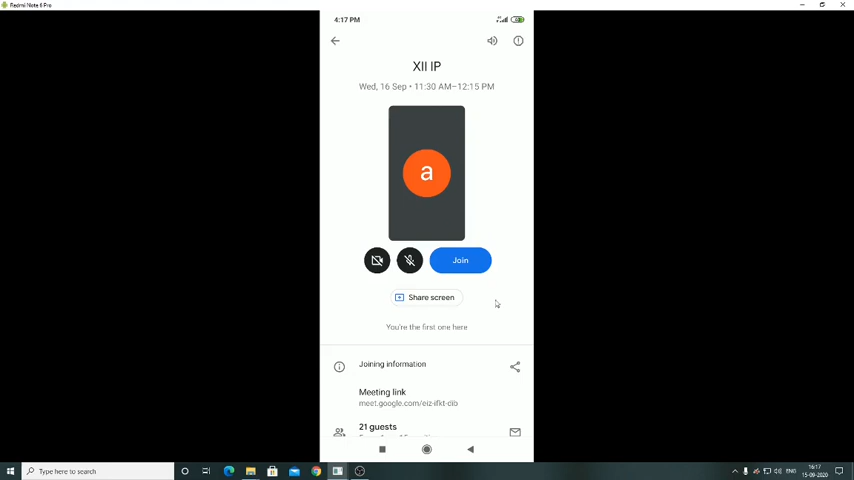 Redmi Note 6 Pro
4:17 PM
XII IP
Wed, 16 Sep • 11:30 AM–12:15 PM
a
Join
Share screen
You're the first one here
Joining information
Meeting link
meet.google.com/eiz-ifkt-dib
21 guests
Type here to search
ENG
16:17
15-09-2020